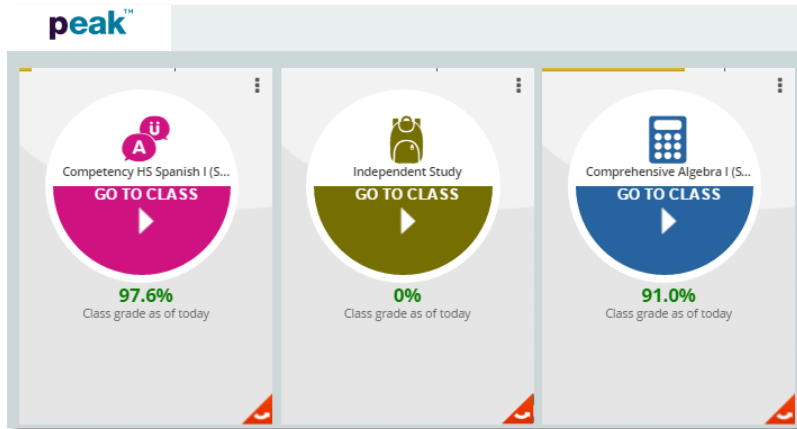 peak™
Ü
A
Competency HS Spanish I (S...
GO TO CLASS
97.6%
Class grade as of today
Independent Study
GO TO CLASS
0%
Class grade as of today
Comprehensive Algebra I (S...
GO TO CLASS
91.0%
Class grade as of today